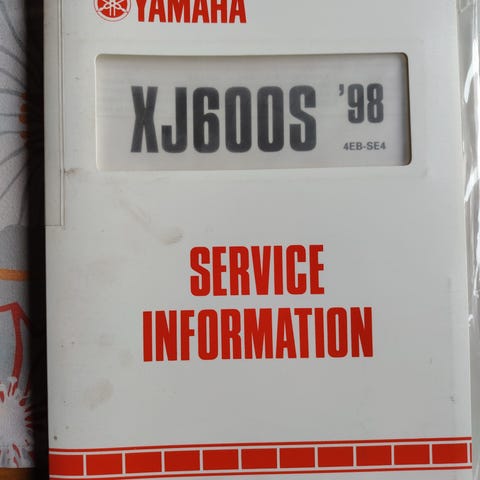 YAMAHA
XJ600S '98
4EB-SE4
SERVICE
INFORMATION